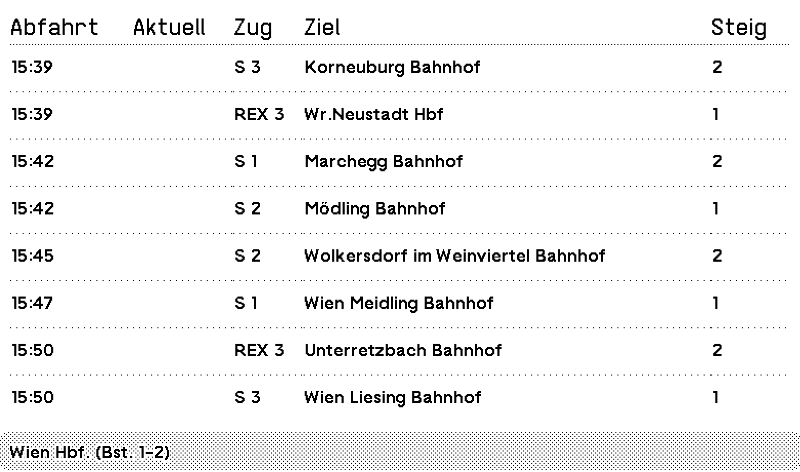 Abfahrt Aktuell Zug Ziel Steig
15:39 S 3 Korneuburg Bahnhof 2
15:39 REX 3 Wr.Neustadt Hbf 1
15:42 S 1 Marchegg Bahnhof 2
15:42 S 2 Mödling Bahnhof 1
15:45 S 2 Wolkersdorf im Weinviertel Bahnhof 2
15:47 S 1 Wien Meidling Bahnhof 1
15:50 REX 3 Unterretzbach Bahnhof 2
15:50 S 3 Wien Liesing Bahnhof 1
Wien Hbf. (Bst. 1-2)